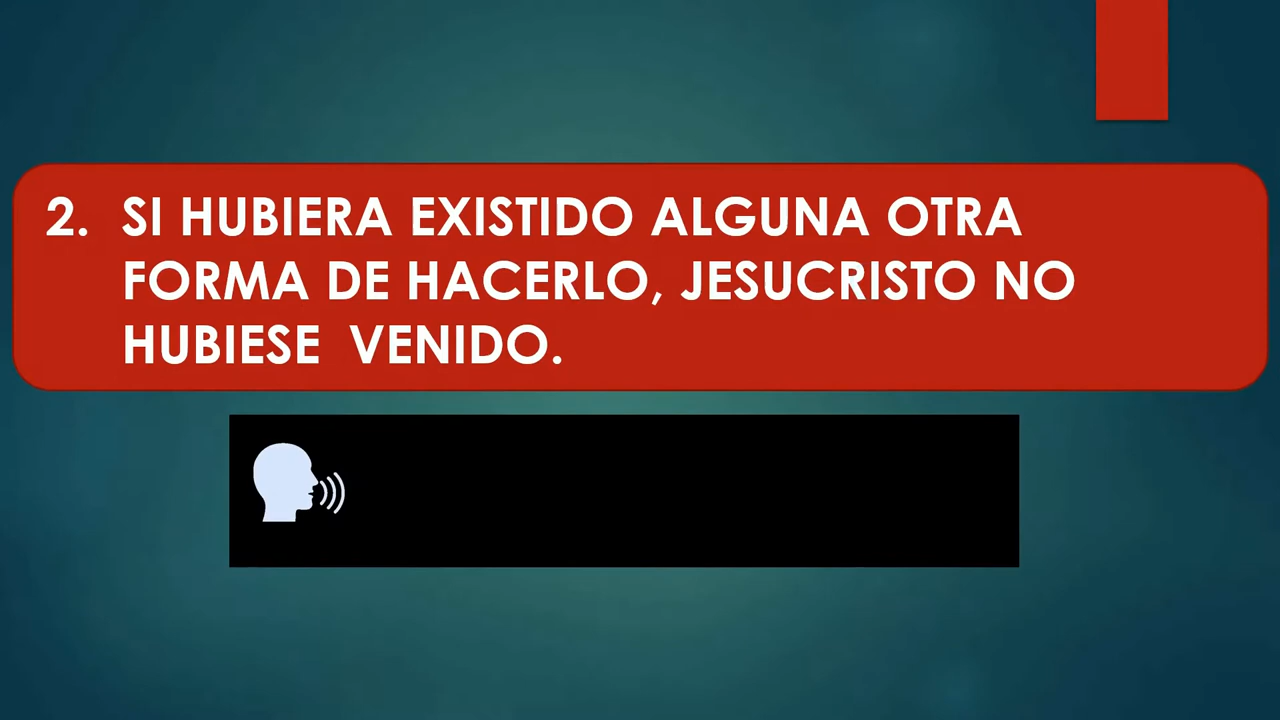 2. SI HUBIERA EXISTIDO ALGUNA OTRA
FORMA DE HACERLO, JESUCRISTO NO
HUBIESE  VENIDO.